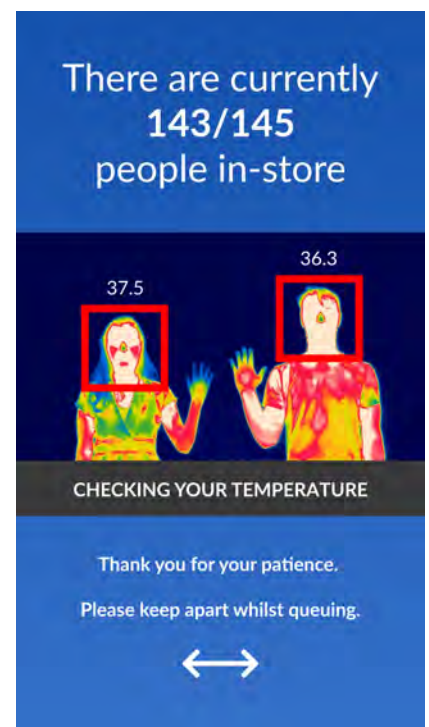 There are currently
143/145
people in-store
36.3
37.5
CHECKING YOUR TEMPERATURE
Thank you for your patience.
Please keep apart whilst queuing.